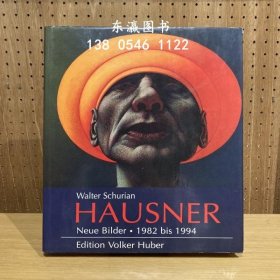 东瀛图书
138 0546 1122
Walter Schurian
HAUSNER
Neue Bilder • 1982 bis 1994
Edition Volker Huber